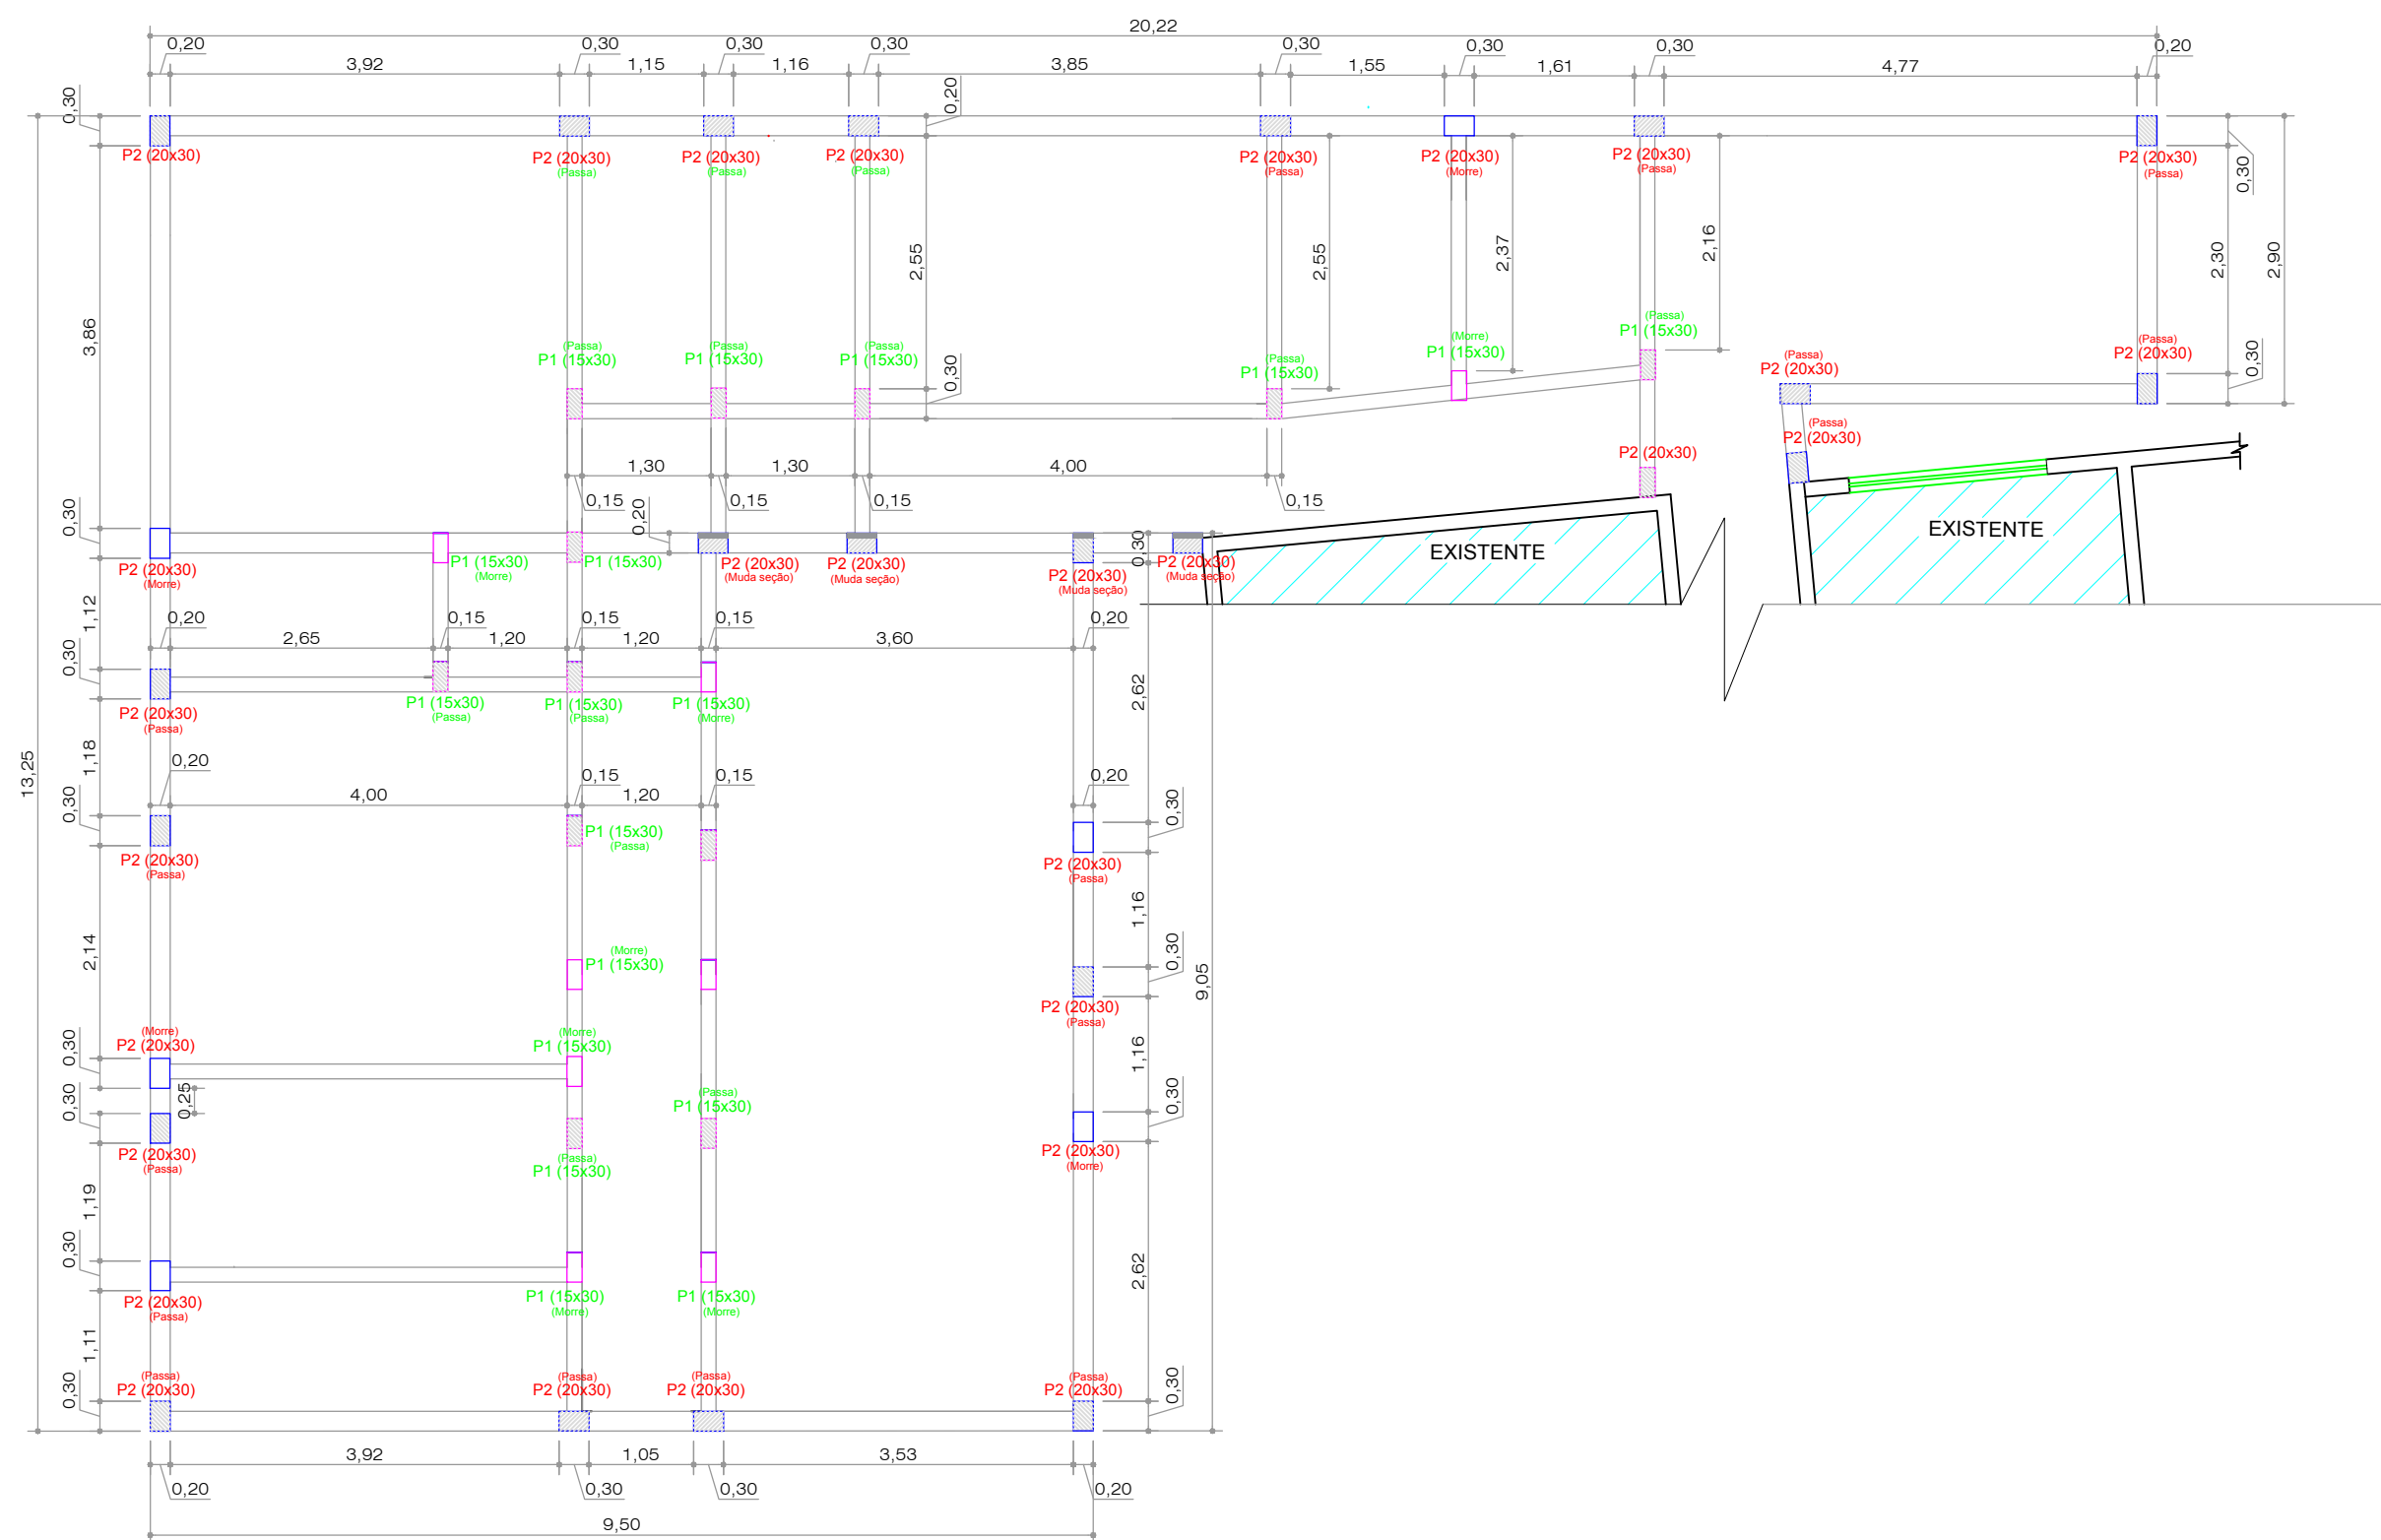 20,22
0,20
0,30
0,30
0,30
0,30
0,30
0,30
0,20
3,92
1,15
1,16
3,85
1,55
1,61
4,77
0,30
0,20
P2 (20x30)
P2 (20x30)
(Passa)
P2 (20x30)
(Passa)
P2 (20x30)
(Passa)
P2 (20x30)
(Passa)
P2 (20x30)
(Morre)
P2 (20x30)
(Passa)
P2 (20x30)
(Passa)
0,30
2,55
2,55
2,37
2,16
2,30
2,90
3,86
(Passa)
P1 (15x30)
(Passa)
P1 (15x30)
(Passa)
P1 (15x30)
0,30
(Passa)
P1 (15x30)
(Morre)
P1 (15x30)
(Passa)
P1 (15x30)
(Passa)
P2 (20x30)
(Passa)
P2 (20x30)
0,30
(Passa)
P2 (20x30)
P2 (20x30)
1,30
1,30
4,00
0,15
0,15
0,15
0,15
0,30
0,20
0,30
EXISTENTE
EXISTENTE
P2 (20x30)
(Morre)
P1 (15x30)
(Morre)
P1 (15x30)
P2 (20x30)
(Muda seção)
P2 (20x30)
(Muda seção)
P2 (20x30)
(Muda seção)
P2 (20x30)
(Muda seção)
1,12
0,20
0,15
0,15
0,15
0,20
2,65
1,20
1,20
3,60
0,30
2,62
P2 (20x30)
(Passa)
P1 (15x30)
(Passa)
P1 (15x30)
(Passa)
P1 (15x30)
(Morre)
13,25
1,18
0,20
0,15
0,15
0,20
4,00
1,20
0,30
0,30
P2 (20x30)
(Passa)
P1 (15x30)
(Passa)
P2 (20x30)
(Passa)
1,16
2,14
(Morre)
P1 (15x30)
0,30
9,05
P2 (20x30)
(Passa)
(Morre)
P2 (20x30)
(Morre)
P1 (15x30)
0,30
1,16
0,30
0,25
(Passa)
P1 (15x30)
0,30
P2 (20x30)
(Passa)
(Passa)
P1 (15x30)
P2 (20x30)
(Morre)
1,19
0,30
2,62
P2 (20x30)
(Passa)
P1 (15x30)
(Morre)
P1 (15x30)
(Morre)
1,11
0,30
(Passa)
P2 (20x30)
(Passa)
P2 (20x30)
(Passa)
P2 (20x30)
(Passa)
P2 (20x30)
0,30
3,92
1,05
3,53
0,20
0,30
0,30
0,20
9,50